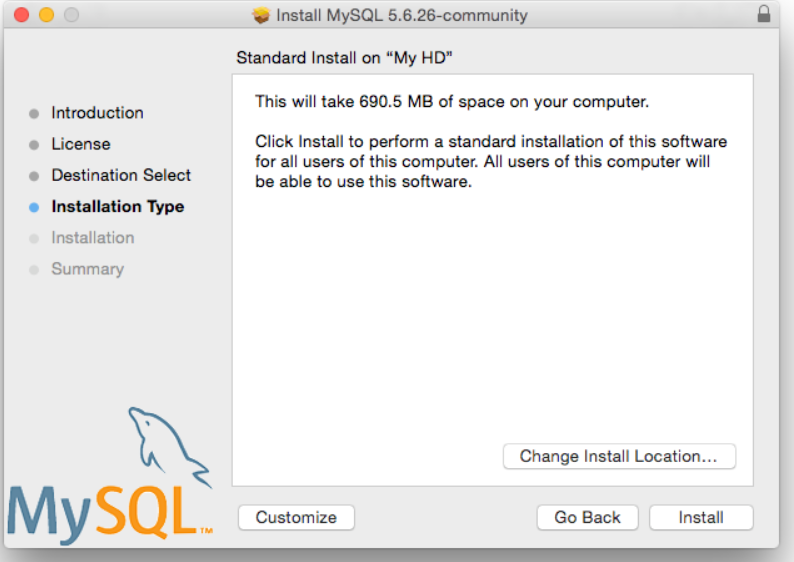 Install MySQL 5.6.26-community
Standard Install on “My HD”
Introduction
License
Destination Select
Installation Type
Installation
Summary
This will take 690.5 MB of space on your computer.
Click Install to perform a standard installation of this software
for all users of this computer. All users of this computer will
be able to use this software.
Change Install Location...
MySQL™
Customize
Go Back
Install